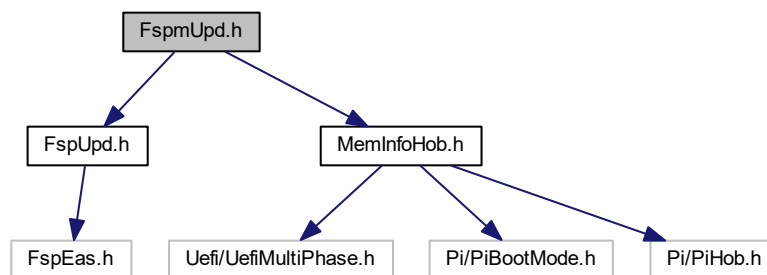 FspmUpd.h
FspUpd.h
MemInfoHob.h
FspEas.h
Uefi/UefiMultiPhase.h
Pi/PiBootMode.h
Pi/PiHob.h